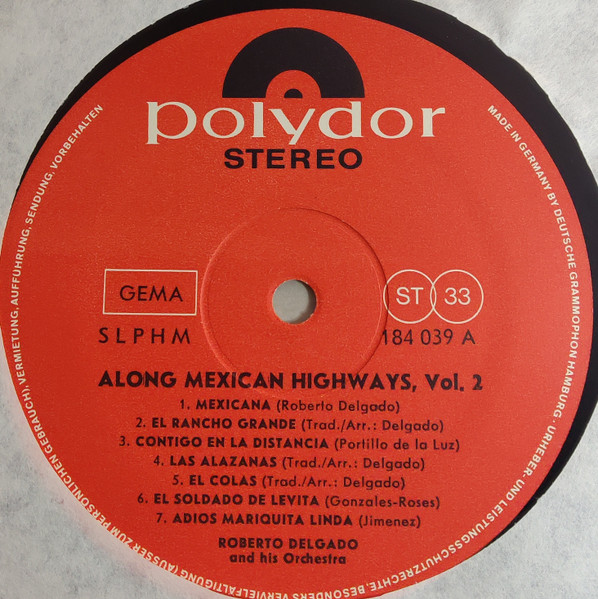 polydor
STEREO
GEMA
ST 33
SLPHM
184 039 A
ALONG MEXICAN HIGHWAYS, Vol. 2
1. MEXICANA (Roberto Delgado)
2. EL RANCHO GRANDE (Trad./Arr.: Delgado)
3. CONTIGO EN LA DISTANCIA (Portillo de la Luz)
4. LAS ALAZANAS (Trad./Arr.: Delgado)
5. EL COLAS (Trad./Arr.: Delgado)
6. EL SOLDADO DE LEVITA (Gonzales-Roses)
7. ADIOS MARIQUITA LINDA (Jimenez)
ROBERTO DELGADO
and his Orchestra
MADE IN GERMANY BY DEUTSCHE GRAMMOPHON HAMBURG · URHEBER- UND LEISTUNGSSCHUTZRECHTE, BESONDERS VERVIELFÄLTIGUNG (AUSSER ZUM PERSÖNLICHEN GEBRAUCH), VERMIETUNG, AUFFÜHRUNG, SENDUNG, VORBEHALTEN